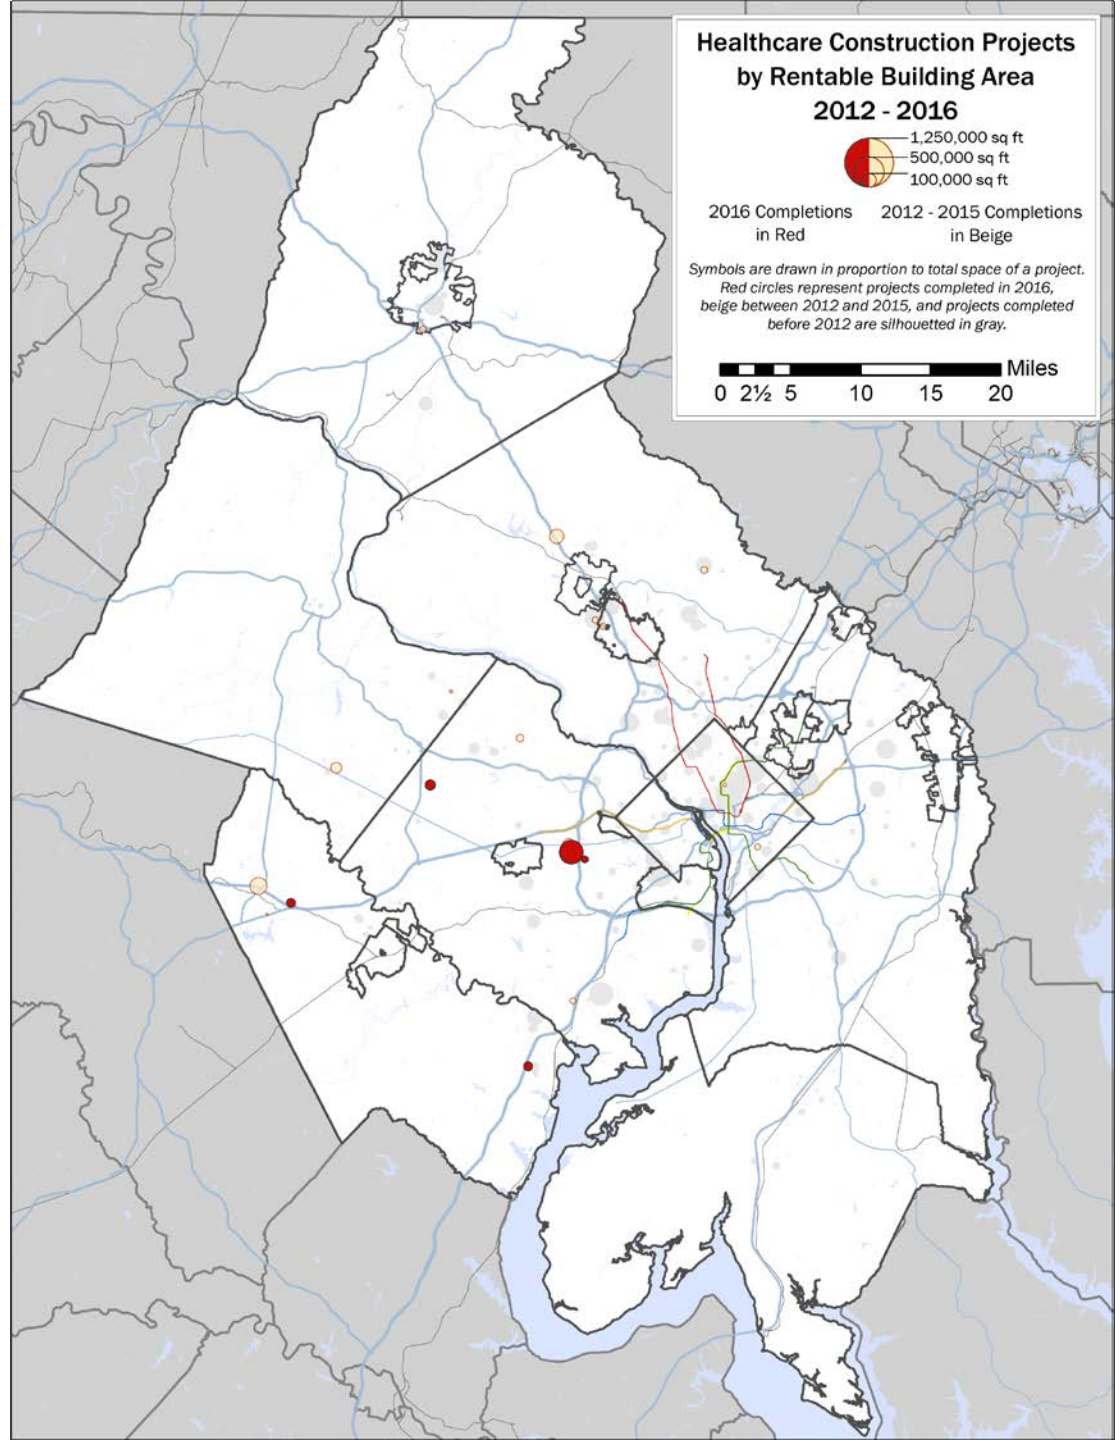 Healthcare Construction Projects
by Rentable Building Area
2012 - 2016
1,250,000 sq ft
500,000 sq ft
100,000 sq ft
2016 Completions
in Red
2012 - 2015 Completions
in Beige
Symbols are drawn in proportion to total space of a project.
Red circles represent projects completed in 2016,
beige between 2012 and 2015, and projects completed
before 2012 are silhouetted in gray.
Miles
0 2½ 5 10 15 20